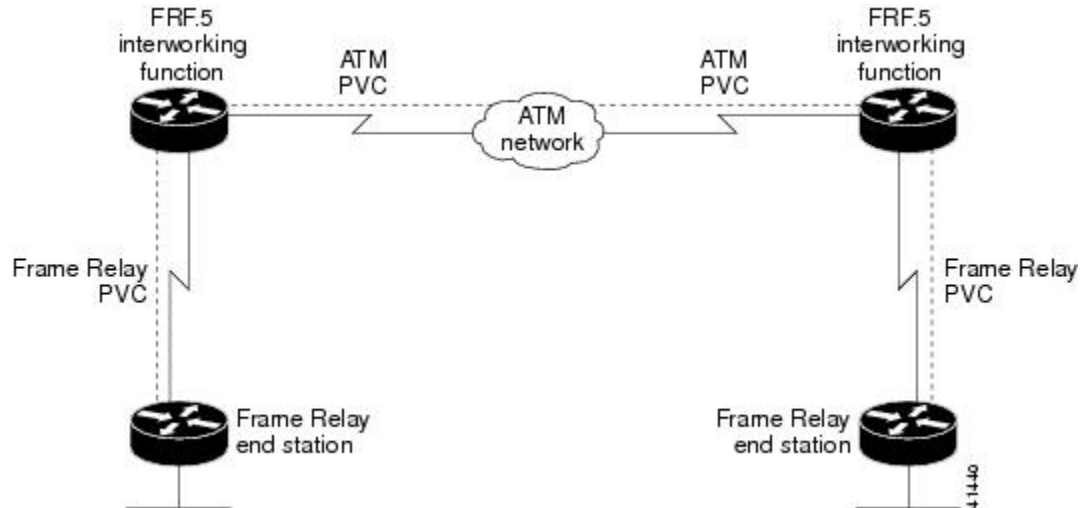 FRF.5
interworking
function
ATM
PVC
ATM
network
ATM
PVC
FRF.5
interworking
function
Frame Relay
PVC
Frame Relay
PVC
Frame Relay
end station
Frame Relay
end station
41449